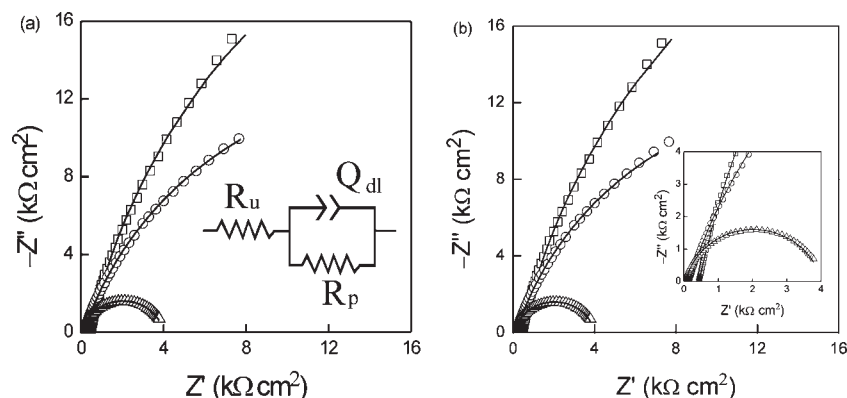 (a)
16
12
8
4
0
–Z" (kΩ cm²)
0 4 8 12 16
Z' (kΩ cm²)
R_u
Q_dl
R_p
(b)
16
12
8
4
0
–Z" (kΩ cm²)
0 4 8 12 16
Z' (kΩ cm²)
4
3
2
1
0
–Z" (kΩ cm²)
0 1 2 3 4
Z' (kΩ cm²)